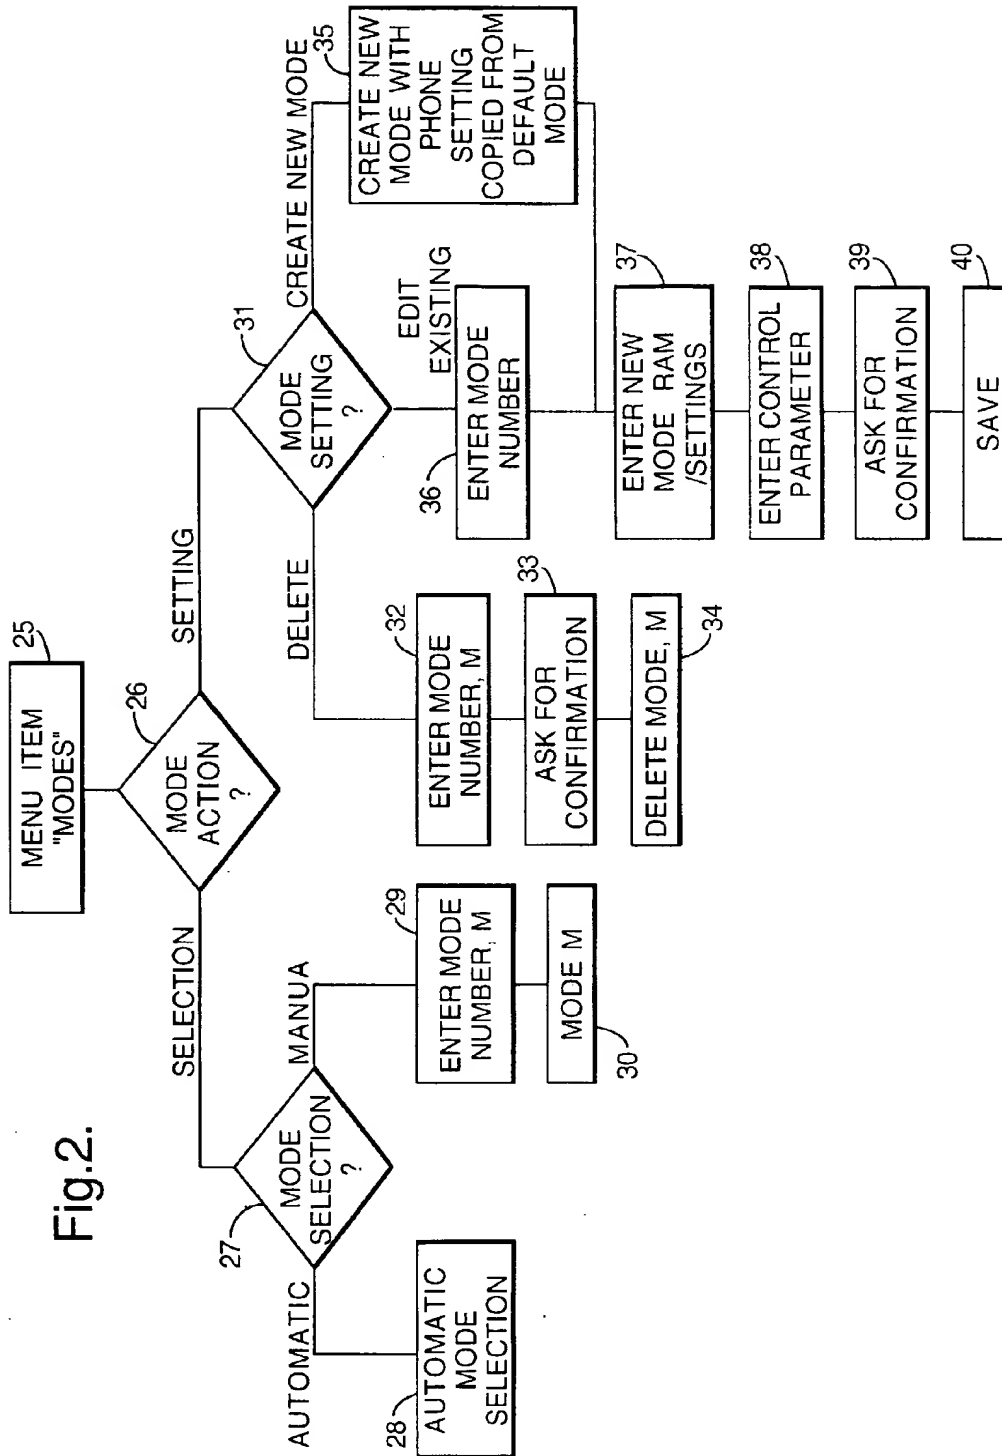 Fig.2.
MENU ITEM
"MODES"
25
MODE
ACTION
?
26
SELECTION
SETTING
MODE
SELECTION
?
27
AUTOMATIC
MANUA
AUTOMATIC
MODE
SELECTION
28
ENTER MODE
NUMBER, M
29
MODE M
30
MODE
SETTING
?
31
DELETE
EDIT
EXISTING
CREATE NEW MODE
ENTER MODE
NUMBER, M
32
ASK FOR
CONFIRMATION
33
DELETE MODE, M
34
ENTER MODE
NUMBER
36
CREATE NEW
MODE WITH
PHONE
SETTING
COPIED FROM
DEFAULT
MODE
35
ENTER NEW
MODE RAM
/SETTINGS
37
ENTER CONTROL
PARAMETER
38
ASK FOR
CONFIRMATION
39
SAVE
40